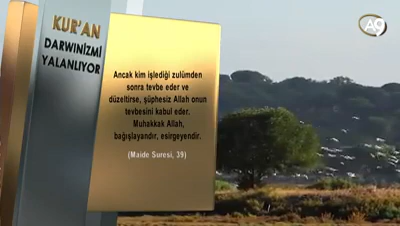 A9
KUR'AN
DARWINİZMİ
YALANLIYOR
Ancak kim işlediği zulümden
sonra tevbe eder ve
düzeltirse, şüphesiz Allah onun
tevbesini kabul eder.
Muhakkak Allah,
bağışlayandır, esirgeyendir.
(Maide Suresi, 39)